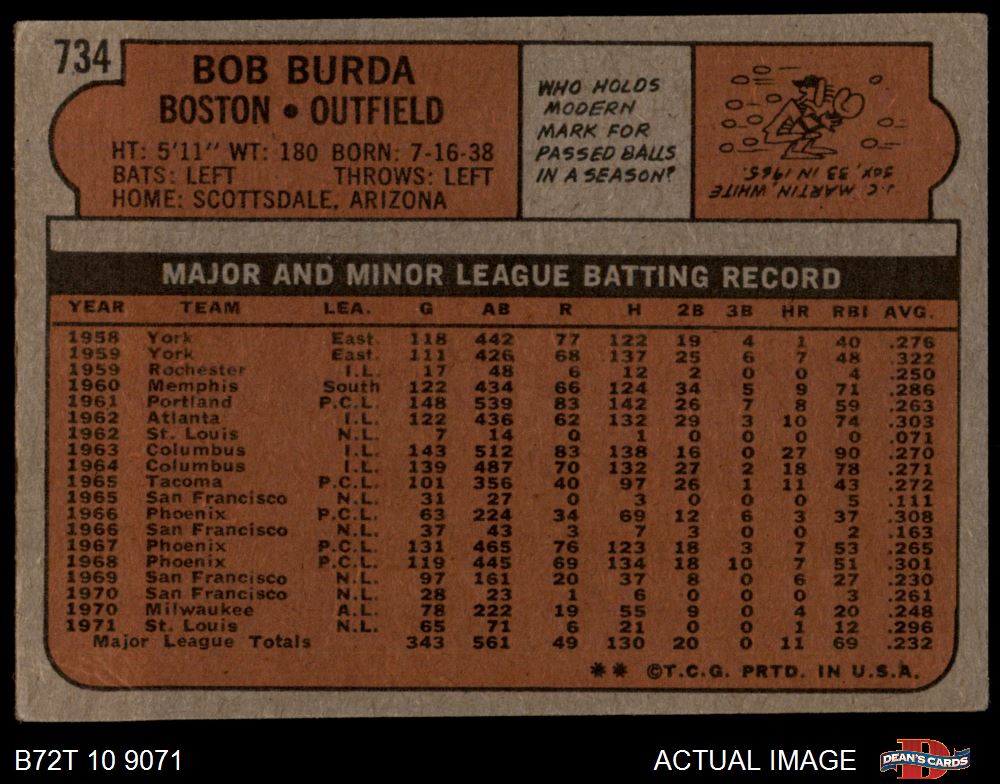 734
BOB BURDA
BOSTON • OUTFIELD
HT: 5'11" WT: 180 BORN: 7-16-38
BATS: LEFT THROWS: LEFT
HOME: SCOTTSDALE, ARIZONA
WHO HOLDS
MODERN
MARK FOR
PASSED BALLS
IN A SEASON?
J.C. MARTIN, WHITE
SOX, 33 IN 1965.
MAJOR AND MINOR LEAGUE BATTING RECORD
YEAR TEAM LEA. G AB R H 2B 3B HR RBI AVG.
1958 York East. 118 442 77 122 19 4 1 40 .276
1959 York East. 111 426 68 137 25 6 7 48 .322
1959 Rochester I.L. 17 48 6 12 2 0 0 4 .250
1960 Memphis South 122 434 66 124 34 5 9 71 .286
1961 Portland P.C.L. 148 539 83 142 26 7 8 59 .263
1962 Atlanta I.L. 122 436 62 132 29 3 10 74 .303
1962 St. Louis N.L. 7 14 0 1 0 0 0 0 .071
1963 Columbus I.L. 143 512 83 138 16 0 27 90 .270
1964 Columbus I.L. 139 487 70 132 27 2 18 78 .271
1965 Tacoma P.C.L. 101 356 40 97 26 1 11 43 .272
1965 San Francisco N.L. 31 27 0 3 0 0 0 5 .111
1966 Phoenix P.C.L. 63 224 34 69 12 6 3 37 .308
1966 San Francisco N.L. 37 43 3 7 3 0 0 2 .163
1967 Phoenix P.C.L. 131 465 76 123 18 3 7 53 .265
1968 Phoenix P.C.L. 119 445 69 134 18 10 7 51 .301
1969 San Francisco N.L. 97 161 20 37 8 0 6 27 .230
1970 San Francisco N.L. 28 23 1 6 0 0 0 3 .261
1970 Milwaukee A.L. 78 222 19 55 9 0 4 20 .248
1971 St. Louis N.L. 65 71 6 21 0 0 1 12 .296
Major League Totals 343 561 49 130 20 0 11 69 .232
** ©T.C.G. PRTD. IN U.S.A.
B72T 10 9071
ACTUAL IMAGE
D
DEAN'S CARDS